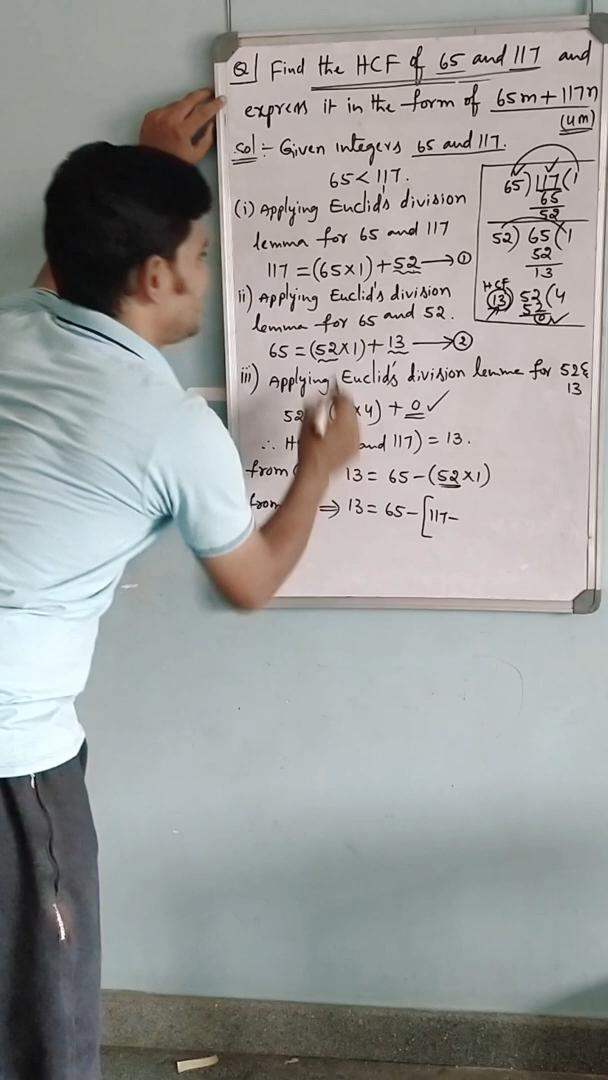 Q] Find the HCF of 65 and 117 and
express it in the form of 65m+117n
(4m)
Sol:- Given integers 65 and 117.
65<117.
(i) Applying Euclid's division
lemma for 65 and 117
117 = (65×1) + 52 → ①
ii) Applying Euclid's division
lemma for 65 and 52.
65 = (52×1) + 13 → ②
iii) Applying Euclid's division lemma for 52 &
13
52 ×4) + 0 ✓
∴ H and 117) = 13.
from 13 = 65 - (52×1)
from ⇒ 13 = 65 - [117-
65) 117 (1
65
52
52) 65 (1
52
13
HCF
13) 52 (4
52
0 ✓